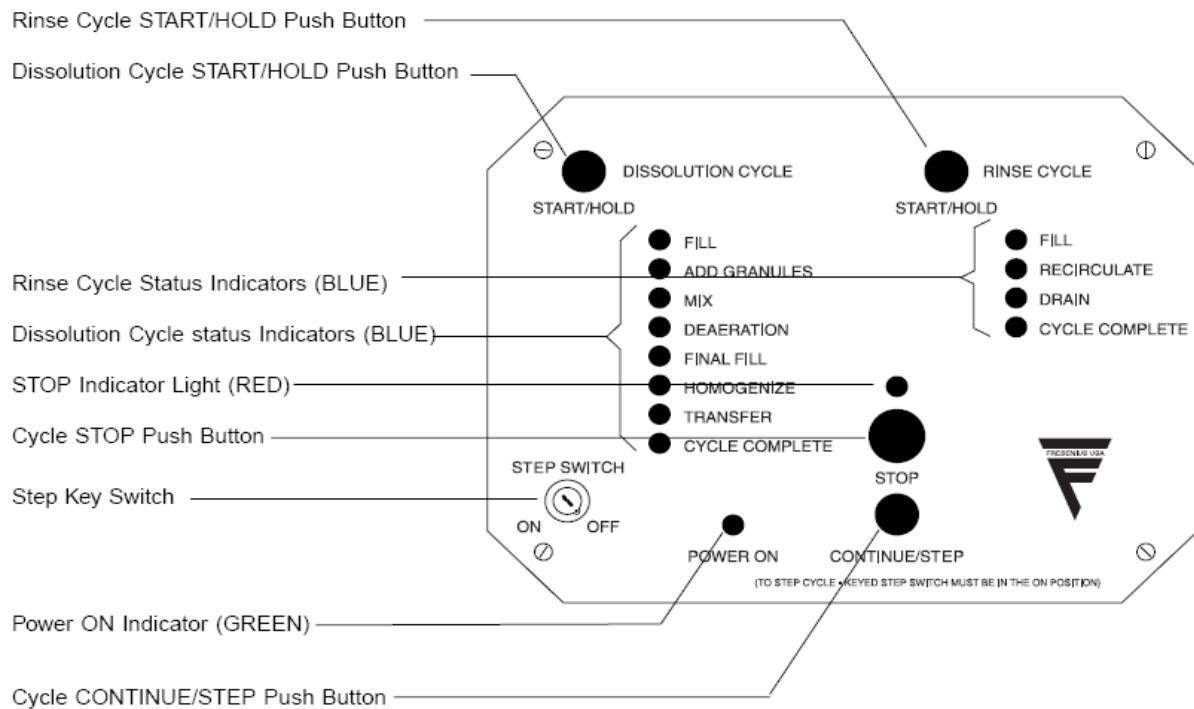 Rinse Cycle START/HOLD Push Button
Dissolution Cycle START/HOLD Push Button
DISSOLUTION CYCLE
START/HOLD
RINSE CYCLE
START/HOLD
FILL
ADD GRANULES
MIX
DEAERATION
FINAL FILL
HOMOGENIZE
TRANSFER
CYCLE COMPLETE
FILL
RECIRCULATE
DRAIN
CYCLE COMPLETE
Rinse Cycle Status Indicators (BLUE)
Dissolution Cycle status Indicators (BLUE)
STOP Indicator Light (RED)
Cycle STOP Push Button
STOP
FRESENIUS USA
STEP SWITCH
Step Key Switch
ON OFF
POWER ON
CONTINUE/STEP
(TO STEP CYCLE • KEYED STEP SWITCH MUST BE IN THE ON POSITION)
Power ON Indicator (GREEN)
Cycle CONTINUE/STEP Push Button